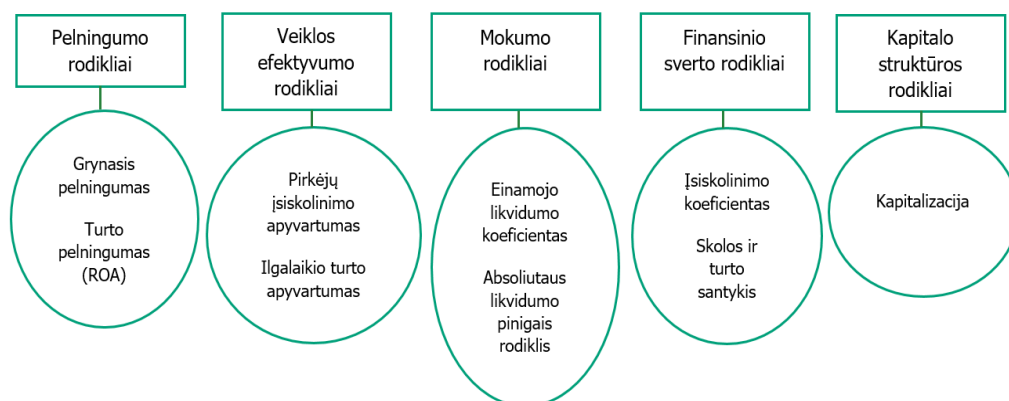 Pelningumo
rodikliai
Grynasis
pelningumas
Turto
pelningumas
(ROA)
Veiklos
efektyvumo
rodikliai
Pirkėjų
įsiskolinimo
apyvartumas
Ilgalaikio turto
apyvartumas
Mokumo
rodikliai
Einamojo
likvidumo
koeficientas
Absoliutaus
likvidumo
pinigais
rodiklis
Finansinio
sverto rodikliai
Įsiskolinimo
koeficientas
Skolos ir
turto
santykis
Kapitalo
struktūros
rodikliai
Kapitalizacija